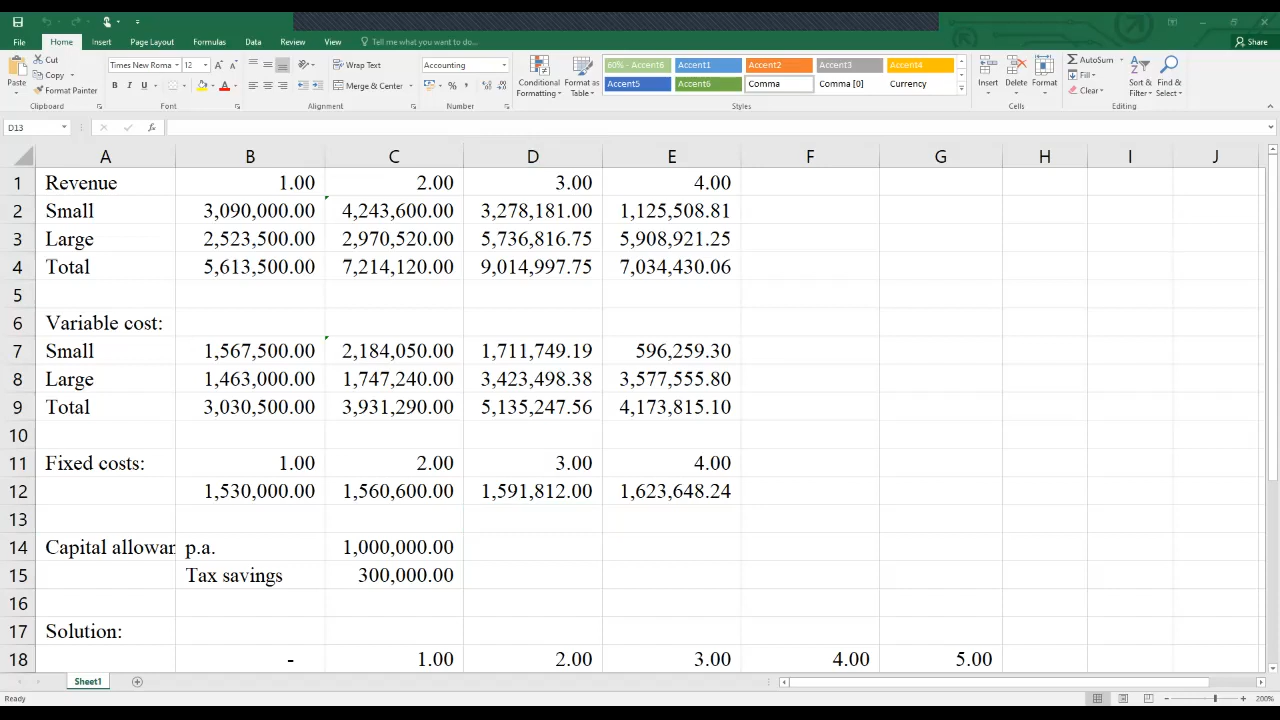 File Home Insert Page Layout Formulas Data Review View Tell me what you want to do... Share
Paste Cut Copy Format Painter Clipboard
Times New Roma 12 B I U A A Font
Wrap Text Merge & Center Alignment
Accounting % , Number
Conditional Formatting Format as Table
60% - Accent6 Accent1 Accent2 Accent3 Accent4
Accent5 Accent6 Comma Comma [0] Currency
Styles
Insert Delete Format Cells
AutoSum Fill Clear Sort & Filter Find & Select Editing
D13 fx
A B C D E F G H I J
1 Revenue 1.00 2.00 3.00 4.00
2 Small 3,090,000.00 4,243,600.00 3,278,181.00 1,125,508.81
3 Large 2,523,500.00 2,970,520.00 5,736,816.75 5,908,921.25
4 Total 5,613,500.00 7,214,120.00 9,014,997.75 7,034,430.06
5
6 Variable cost:
7 Small 1,567,500.00 2,184,050.00 1,711,749.19 596,259.30
8 Large 1,463,000.00 1,747,240.00 3,423,498.38 3,577,555.80
9 Total 3,030,500.00 3,931,290.00 5,135,247.56 4,173,815.10
10
11 Fixed costs: 1.00 2.00 3.00 4.00
12 1,530,000.00 1,560,600.00 1,591,812.00 1,623,648.24
13
14 Capital allowan p.a. 1,000,000.00
15 Tax savings 300,000.00
16
17 Solution:
18 - 1.00 2.00 3.00 4.00 5.00
Sheet1
Ready 200%